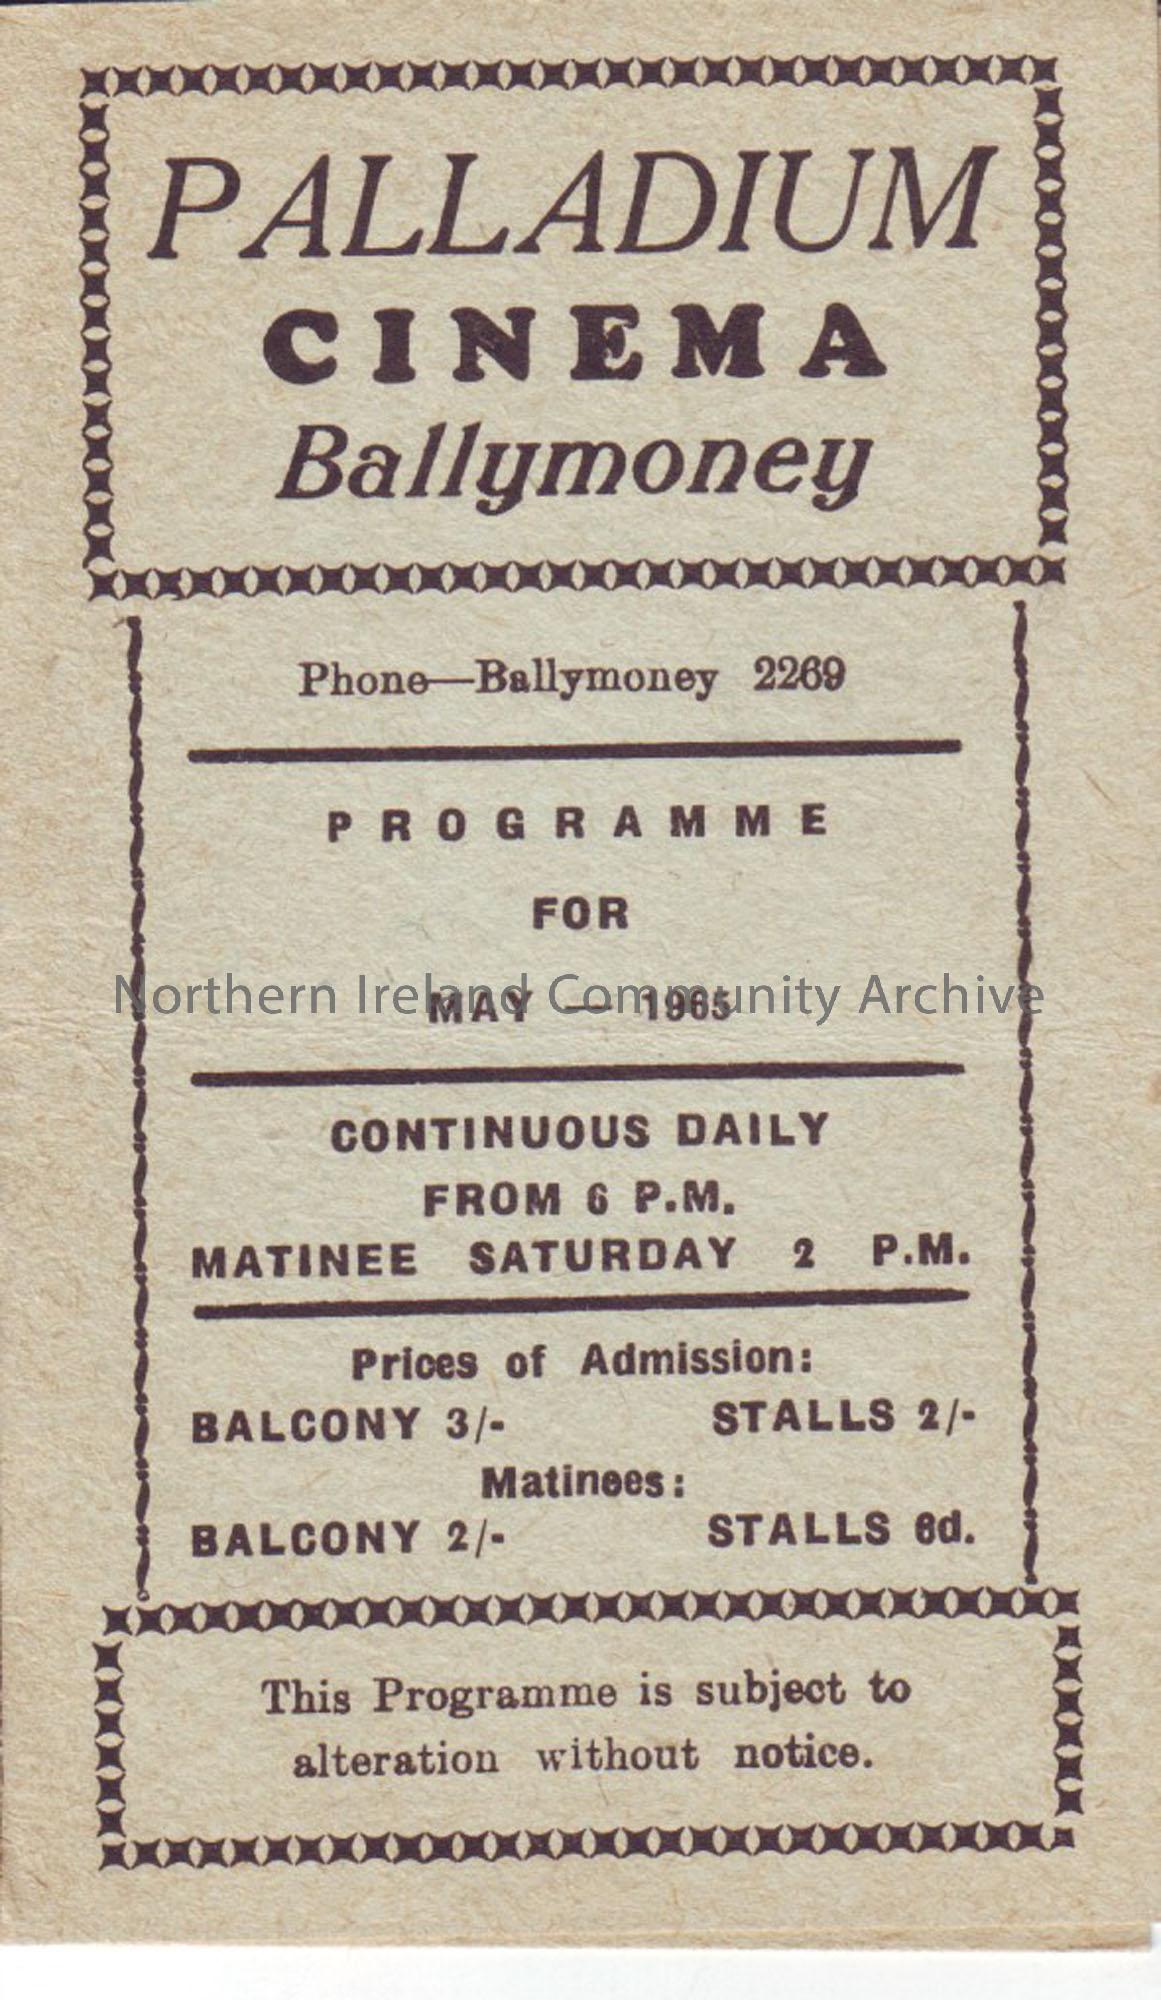 PALLADIUM
CINEMA
Ballymoney
Phone—Ballymoney 2269
PROGRAMME
FOR
MAY — 1965
Northern Ireland Community Archive
CONTINUOUS DAILY
FROM 6 P.M.
MATINEE SATURDAY 2 P.M.
Prices of Admission:
BALCONY 3/- STALLS 2/-
Matinees:
BALCONY 2/- STALLS 6d.
This Programme is subject to
alteration without notice.